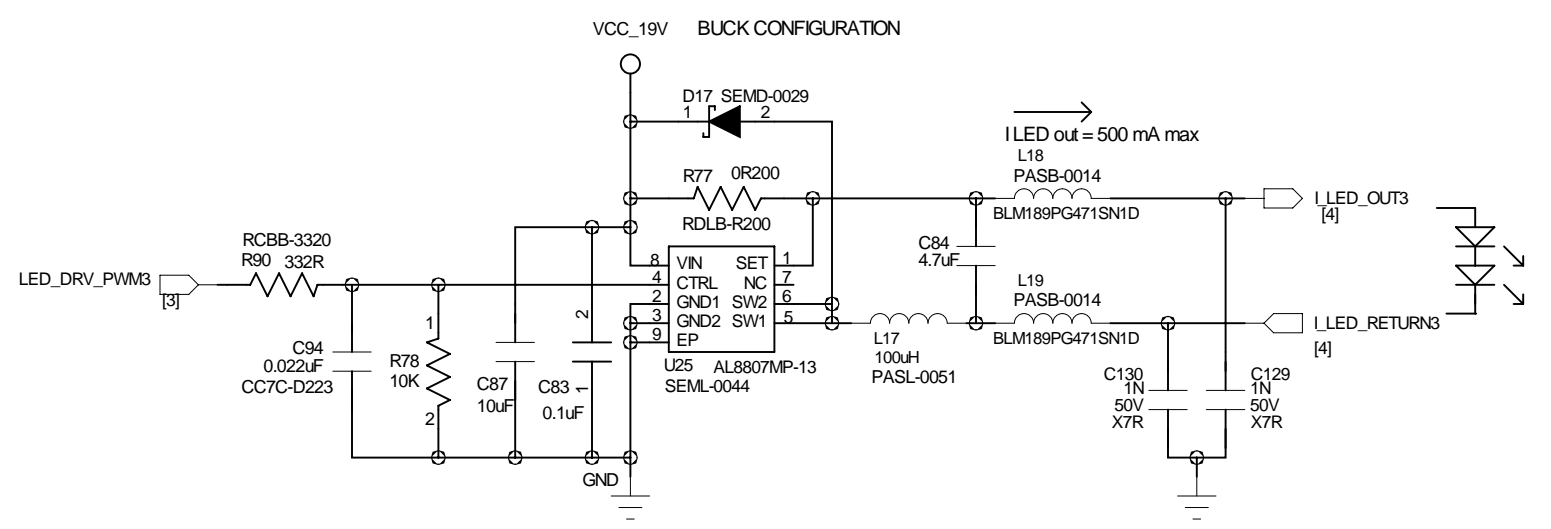 VCC_19V
BUCK CONFIGURATION
D17 SEMD-0029
1
2
I LED out = 500 mA max
L18
PASB-0014
BLM189PG471SN1D
R77
0R200
RDLB-R200
I_LED_OUT3
[4]
RCBB-3320
R90
332R
LED_DRV_PWM3
[3]
C84
4.7uF
8
VIN
SET
1
4
CTRL
NC
7
2
GND1
SW2
6
3
GND2
SW1
5
9
EP
U25
AL8807MP-13
SEML-0044
L19
PASB-0014
BLM189PG471SN1D
I_LED_RETURN3
[4]
L17
100uH
PASL-0051
C94
0.022uF
CC7C-D223
1
R78
10K
2
C87
10uF
2
C83
1
0.1uF
C130
1N
50V
X7R
C129
1N
50V
X7R
GND